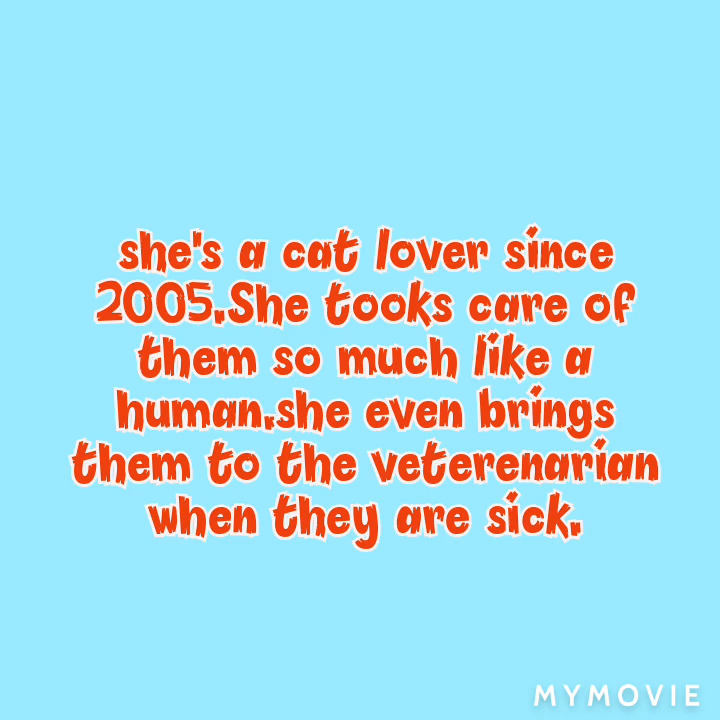 she's a cat lover since
2005.She tooks care of
them so much like a
human.she even brings
them to the veterenarian
when they are sick.
MYMOVIE